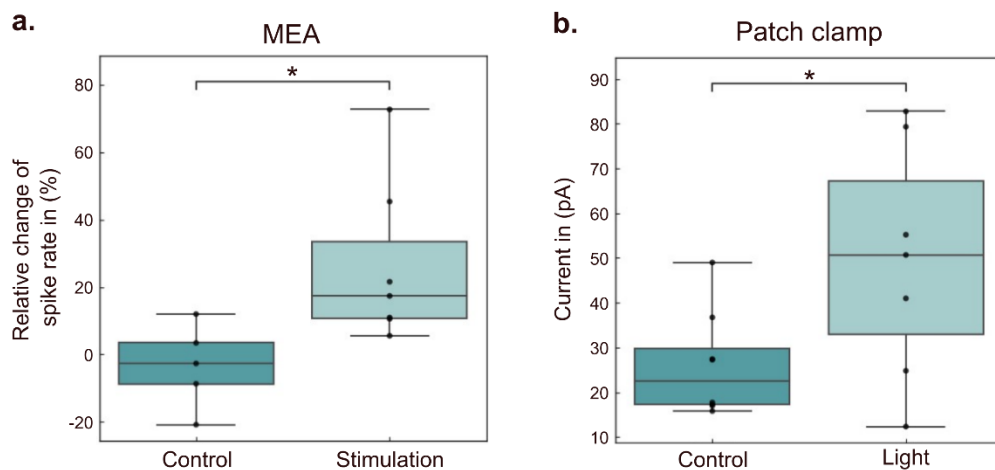 a.
MEA
*
Relative change of
spike rate in (%)
80
60
40
20
0
-20
Control Stimulation
b.
Patch clamp
*
Current in (pA)
90
80
70
60
50
40
30
20
10
Control Light